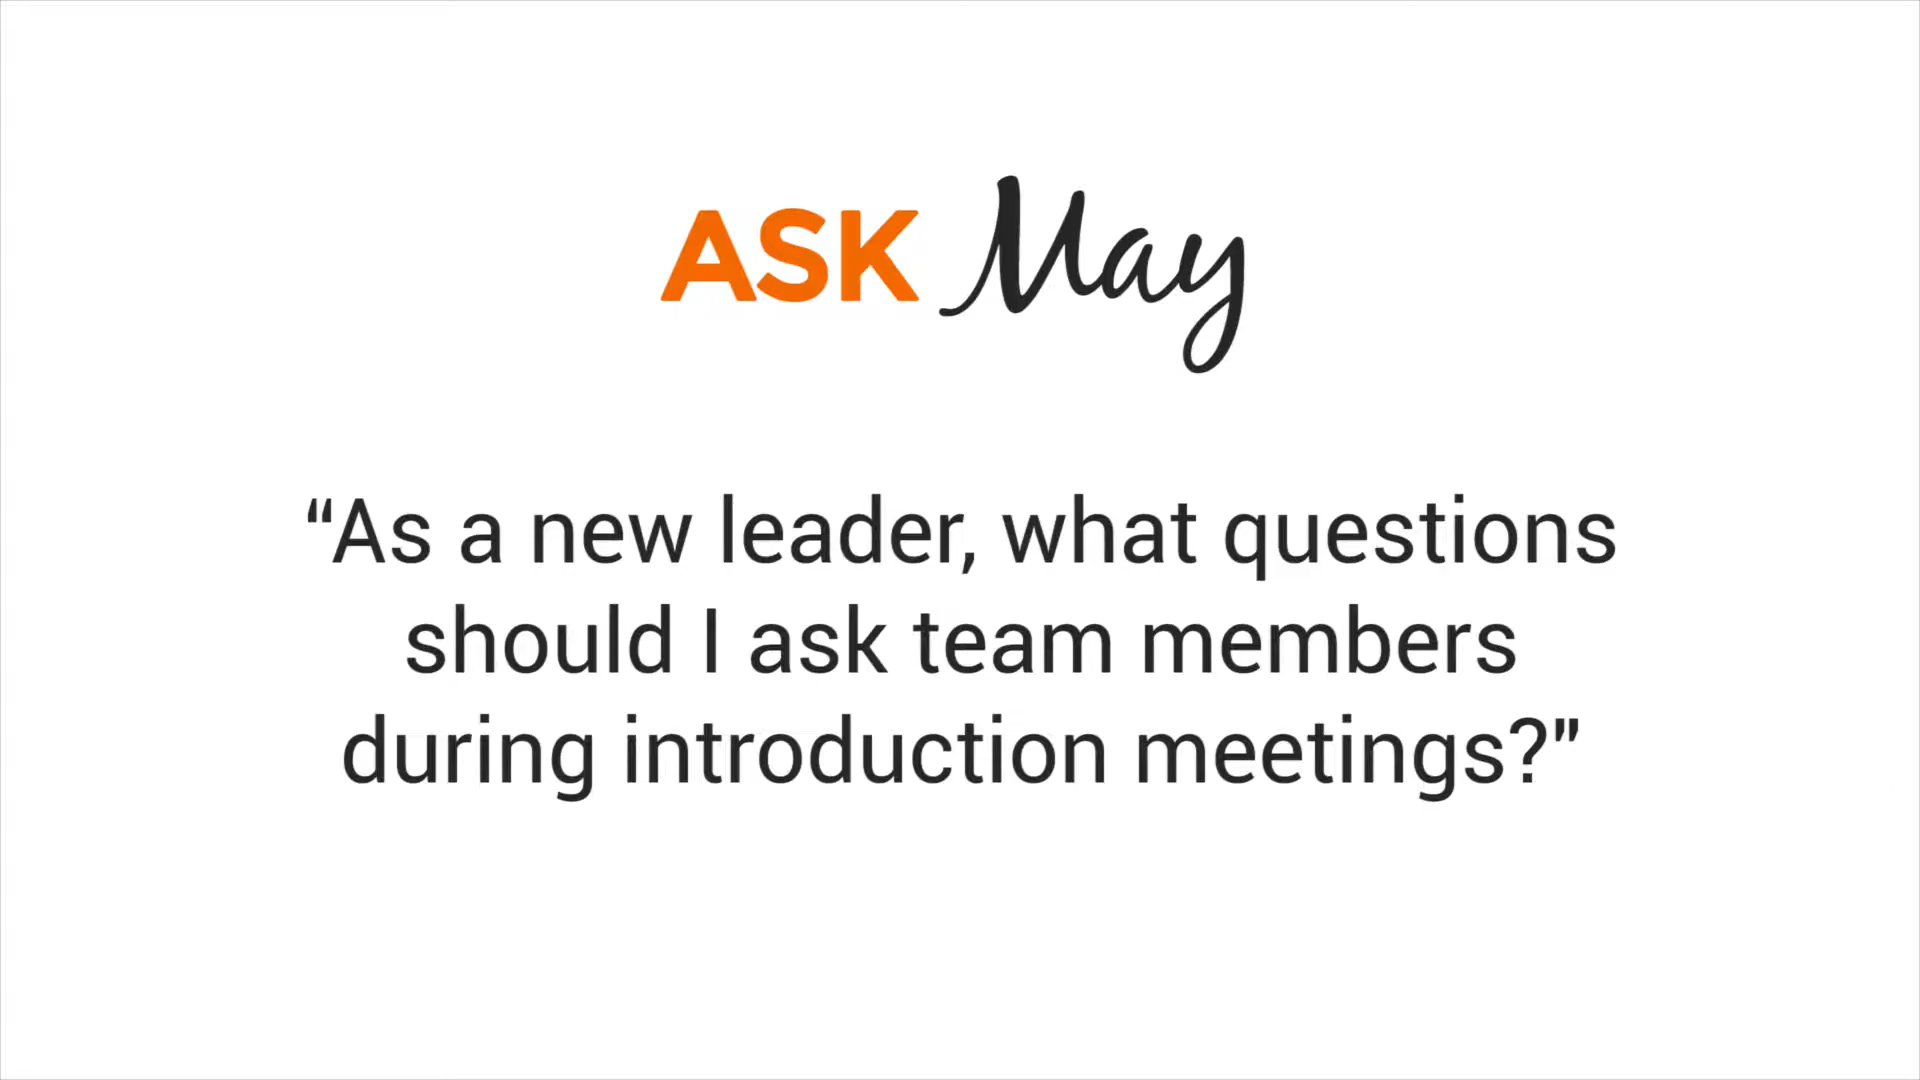 ASK May
“As a new leader, what questions
should I ask team members
during introduction meetings?”